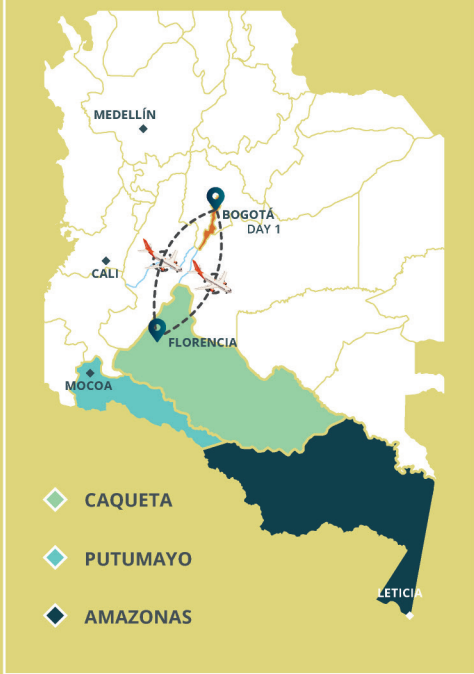 MEDELLÍN
BOGOTÁ
DAY 1
CALI
FLORENCIA
MOCOA
CAQUETA
PUTUMAYO
AMAZONAS
LETICIA